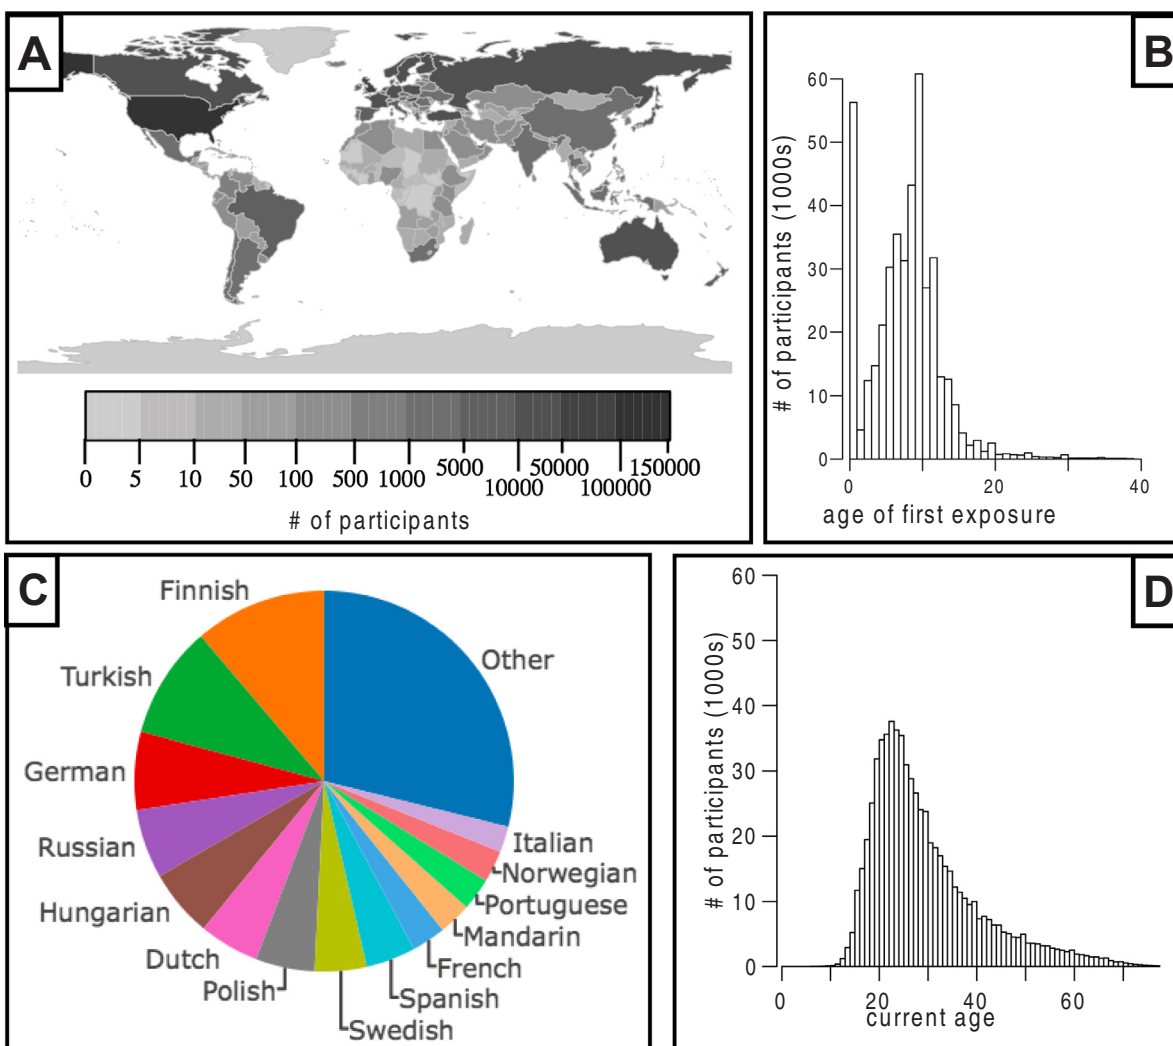 A
0 5 10 50 100 500 1000 5000 10000 50000 100000 150000
# of participants
B
60
50
40
30
20
10
0
# of participants (1000s)
0 20 40
age of first exposure
C
Finnish
Other
Turkish
German
Russian
Hungarian
Dutch
Polish
Swedish
Spanish
French
Mandarin
Portuguese
Norwegian
Italian
D
60
50
40
30
20
10
0
# of participants (1000s)
0 20 40 60
current age